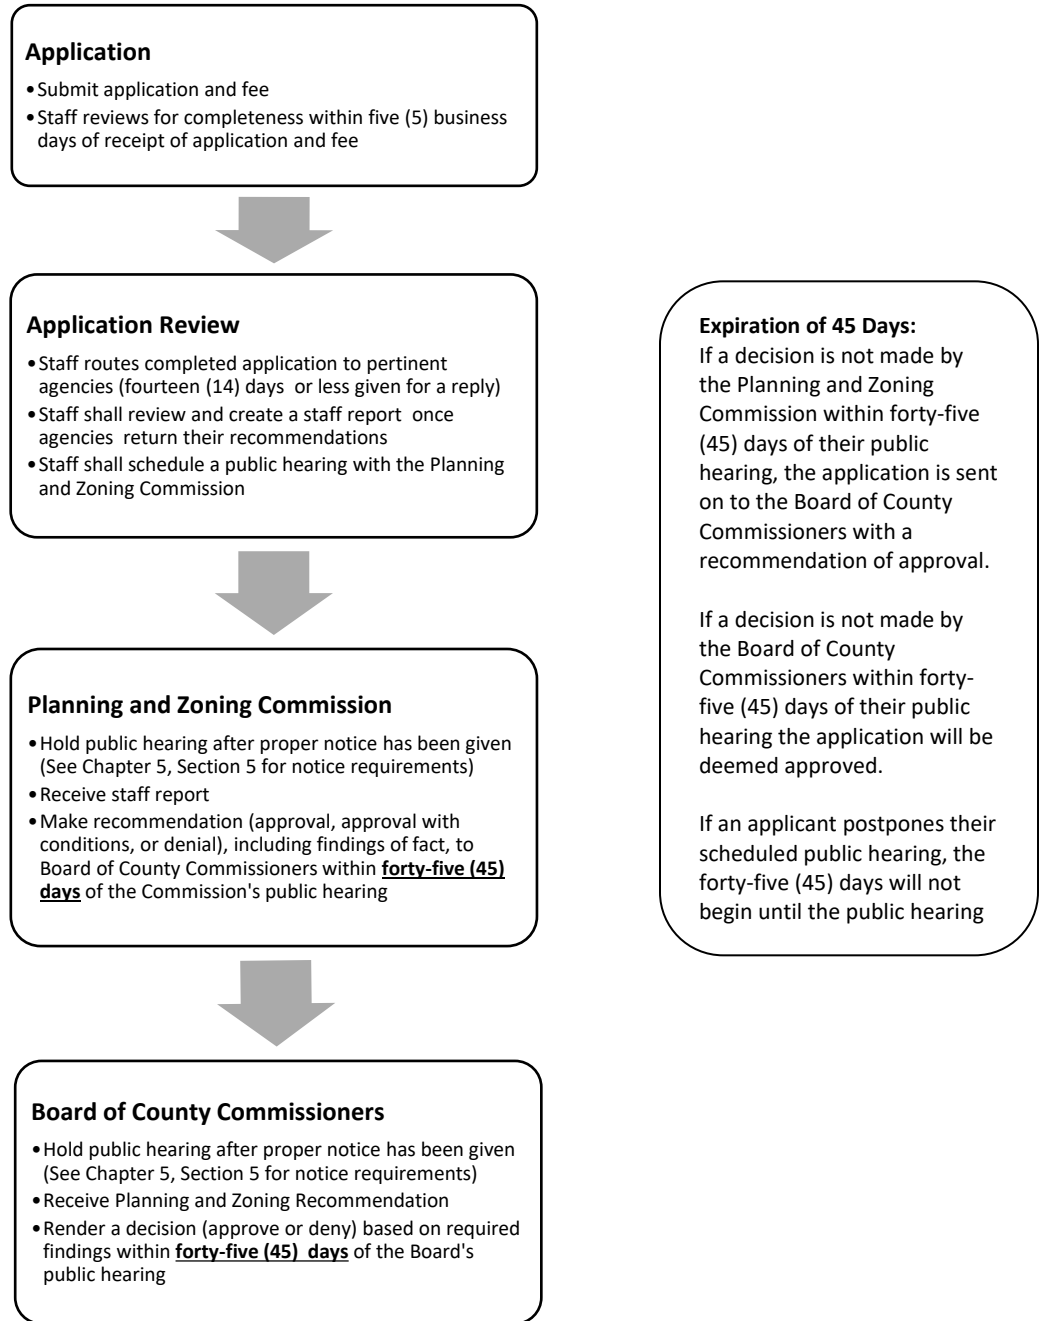 Application
•Submit application and fee
•Staff reviews for completeness within five (5) business
days of receipt of application and fee
Application Review
•Staff routes completed application to pertinent
agencies (fourteen (14) days or less given for a reply)
•Staff shall review and create a staff report once
agencies return their recommendations
•Staff shall schedule a public hearing with the Planning
and Zoning Commission
Planning and Zoning Commission
•Hold public hearing after proper notice has been given
(See Chapter 5, Section 5 for notice requirements)
•Receive staff report
•Make recommendation (approval, approval with
conditions, or denial), including findings of fact, to
Board of County Commissioners within forty-five (45)
days of the Commission's public hearing
Board of County Commissioners
•Hold public hearing after proper notice has been given
(See Chapter 5, Section 5 for notice requirements)
•Receive Planning and Zoning Recommendation
•Render a decision (approve or deny) based on required
findings within forty-five (45) days of the Board's
public hearing
Expiration of 45 Days:
If a decision is not made by
the Planning and Zoning
Commission within forty-five
(45) days of their public
hearing, the application is sent
on to the Board of County
Commissioners with a
recommendation of approval.
If a decision is not made by
the Board of County
Commissioners within forty-
five (45) days of their public
hearing the application will be
deemed approved.
If an applicant postpones their
scheduled public hearing, the
forty-five (45) days will not
begin until the public hearing